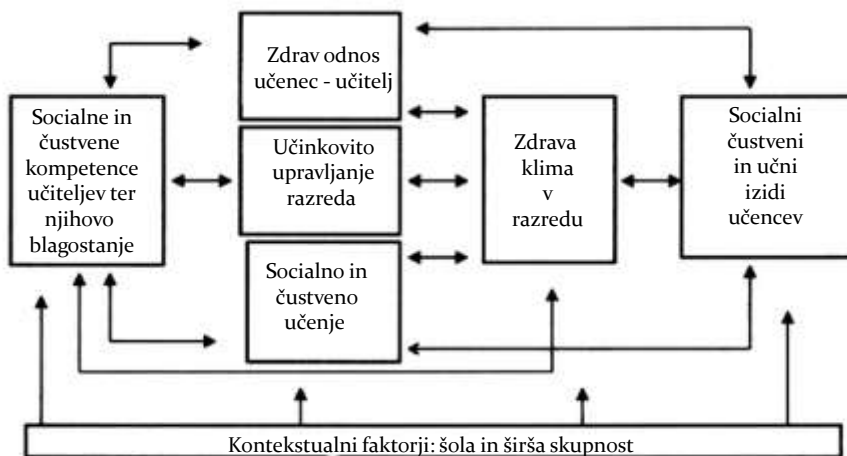 Socialne in
čustvene
kompetence
učiteljev ter
njihovo
blagostanje
Zdrav odnos
učenec - učitelj
Učinkovito
upravljanje
razreda
Socialno in
čustveno
učenje
Zdrava
klima
v
razredu
Socialni
čustveni
in učni
izidi
učencev
Kontekstualni faktorji: šola in širša skupnost